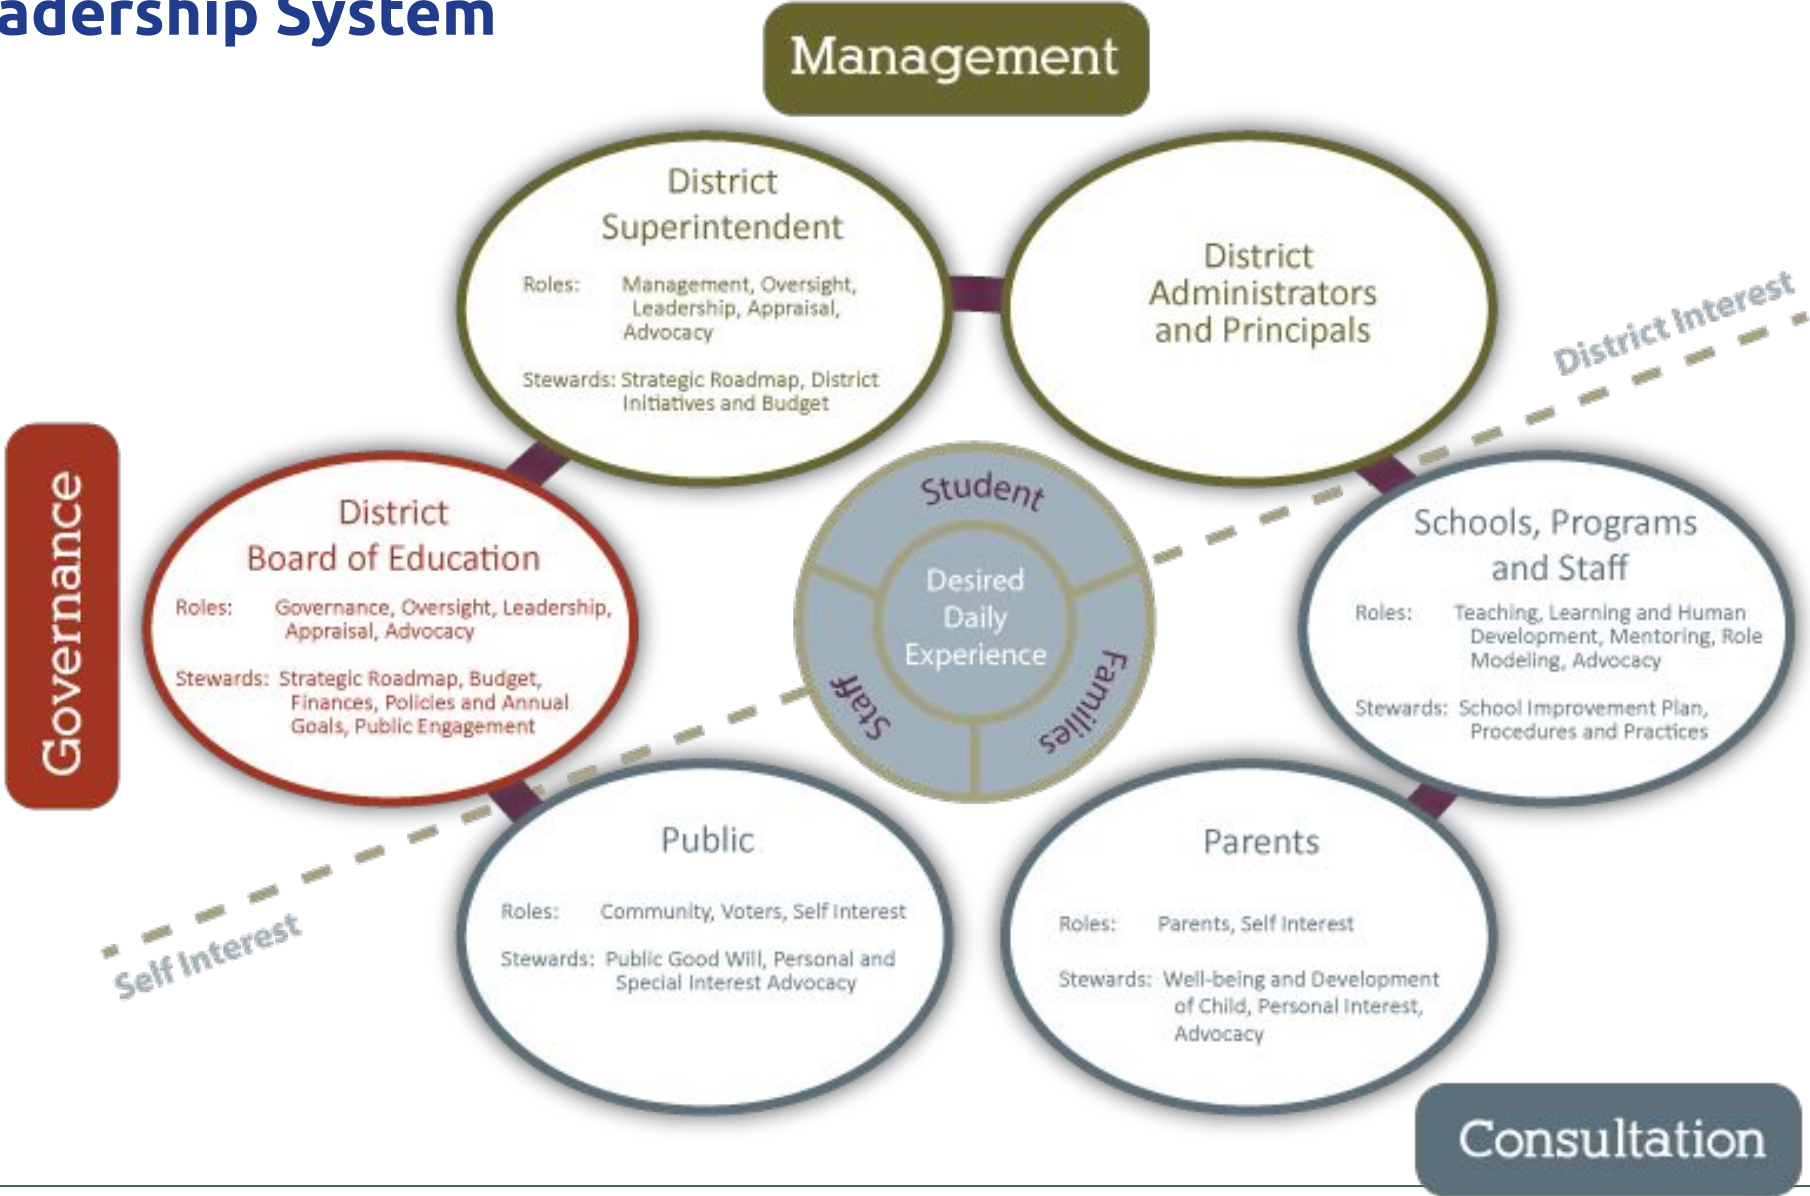 adership System
Management
District
Superintendent
Roles: Management, Oversight,
Leadership, Appraisal,
Advocacy
Stewards: Strategic Roadmap, District
Initiatives and Budget
District
Administrators
and Principals
District Interest
Governance
District
Board of Education
Roles: Governance, Oversight, Leadership,
Appraisal, Advocacy
Stewards: Strategic Roadmap, Budget,
Finances, Policies and Annual
Goals, Public Engagement
Student
Desired
Daily
Experience
Staff
Families
Schools, Programs
and Staff
Roles: Teaching, Learning and Human
Development, Mentoring, Role
Modeling, Advocacy
Stewards: School Improvement Plan,
Procedures and Practices
Self Interest
Public
Roles: Community, Voters, Self Interest
Stewards: Public Good Will, Personal and
Special Interest Advocacy
Parents
Roles: Parents, Self Interest
Stewards: Well-being and Development
of Child, Personal Interest,
Advocacy
Consultation